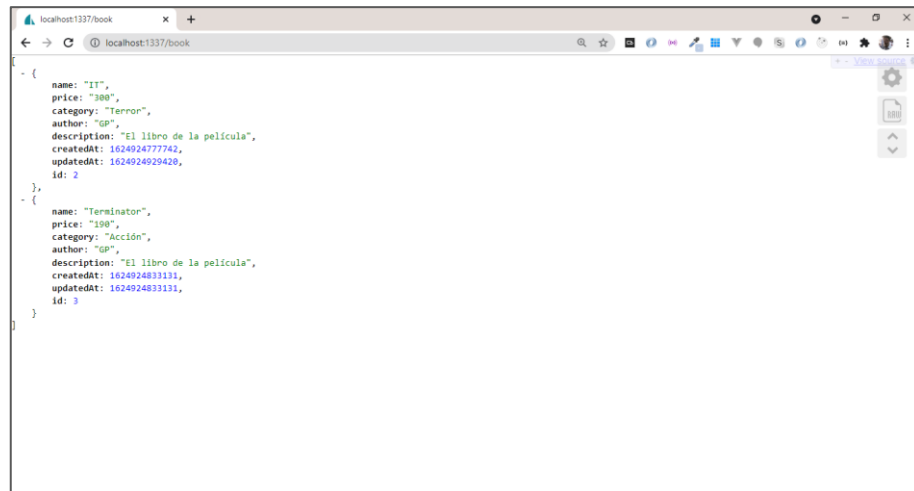 localhost:1337/book
localhost:1337/book
+ - View source
[
- {
name: "IT",
price: "300",
category: "Terror",
author: "GP",
description: "El libro de la película",
createdAt: 1624924777742,
updatedAt: 1624924929420,
id: 2
},
- {
name: "Terminator",
price: "190",
category: "Acción",
author: "GP",
description: "El libro de la película",
createdAt: 1624924833131,
updatedAt: 1624924833131,
id: 3
}
]
RAW